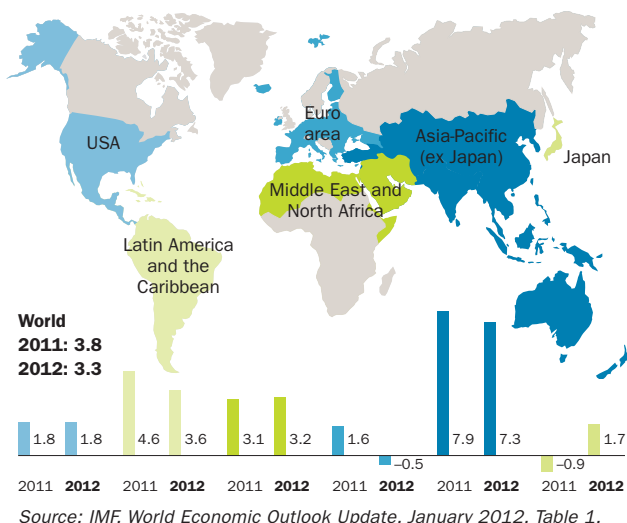 USA
Euro
area
Asia-Pacific
(ex Japan)
Japan
Middle East and
North Africa
Latin America
and the
Caribbean
World
2011: 3.8
2012: 3.3
1.8 1.8 4.6 3.6 3.1 3.2 1.6 –0.5 7.9 7.3 –0.9 1.7
2011 2012 2011 2012 2011 2012 2011 2012 2011 2012 2011 2012
Source: IMF, World Economic Outlook Update, January 2012, Table 1.